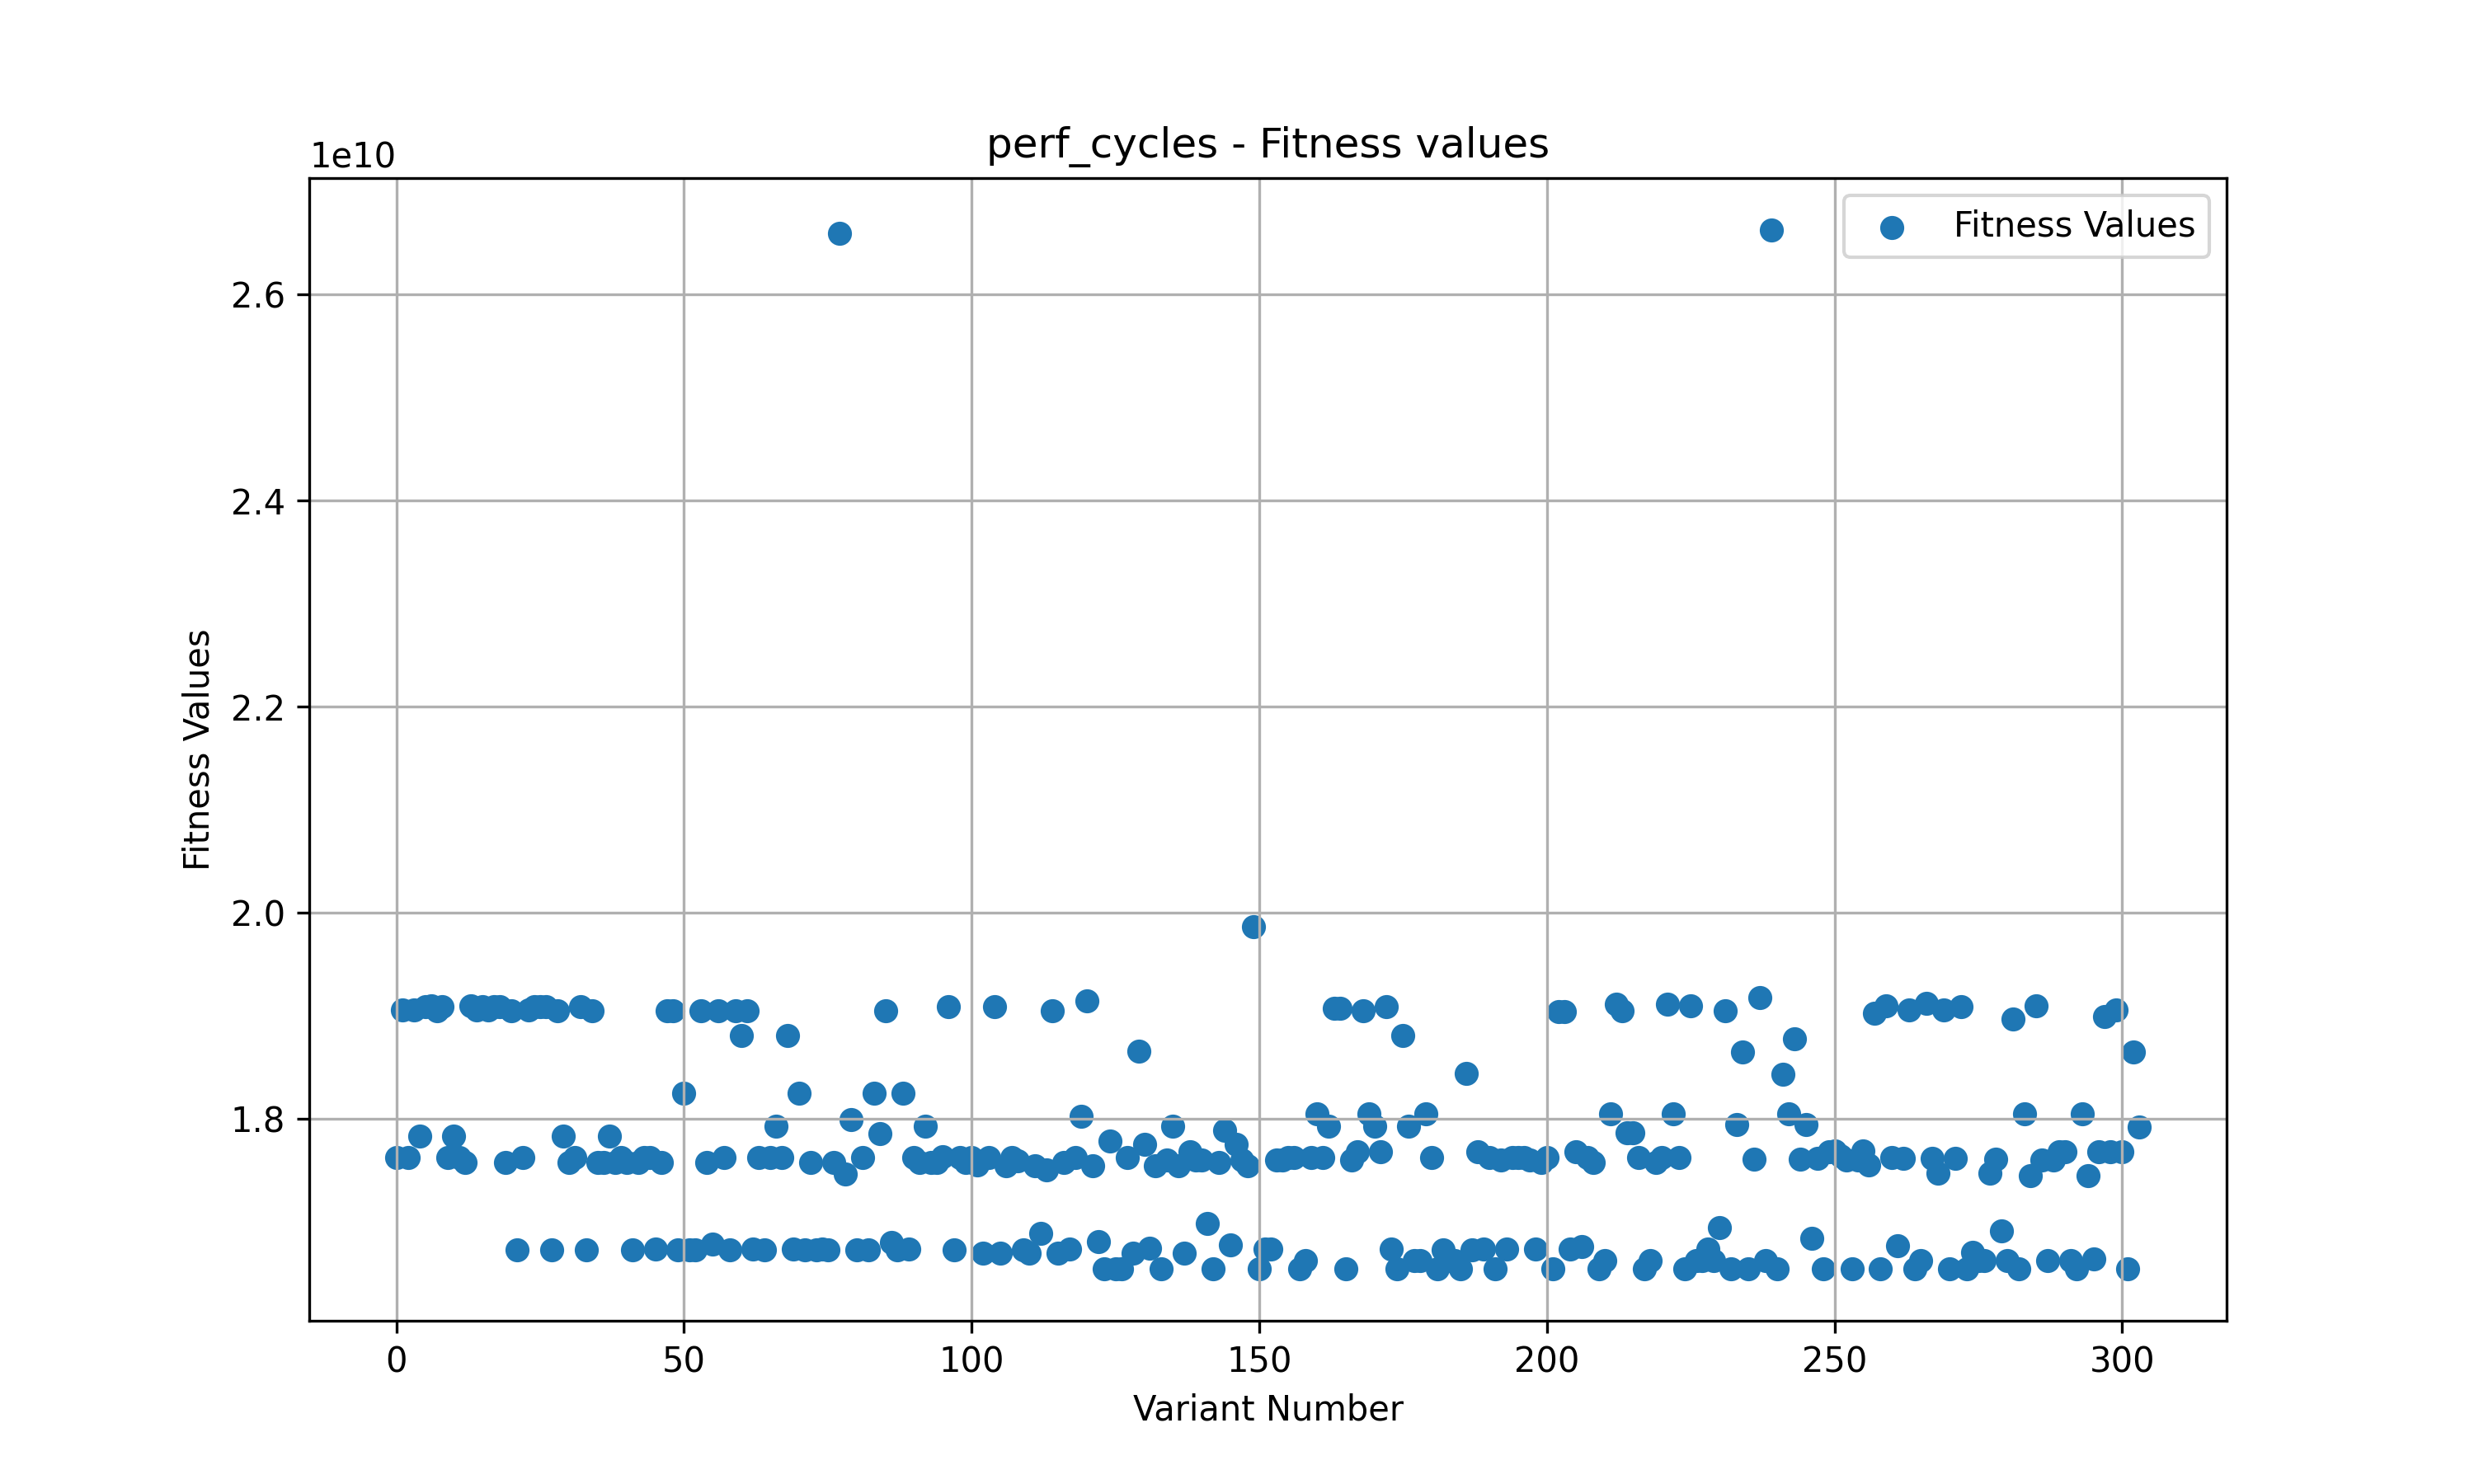 perf_cycles - Fitness values
1e10
Fitness Values
2.6
2.4
2.2
2.0
1.8
Fitness Values
0 50 100 150 200 250 300
Variant Number